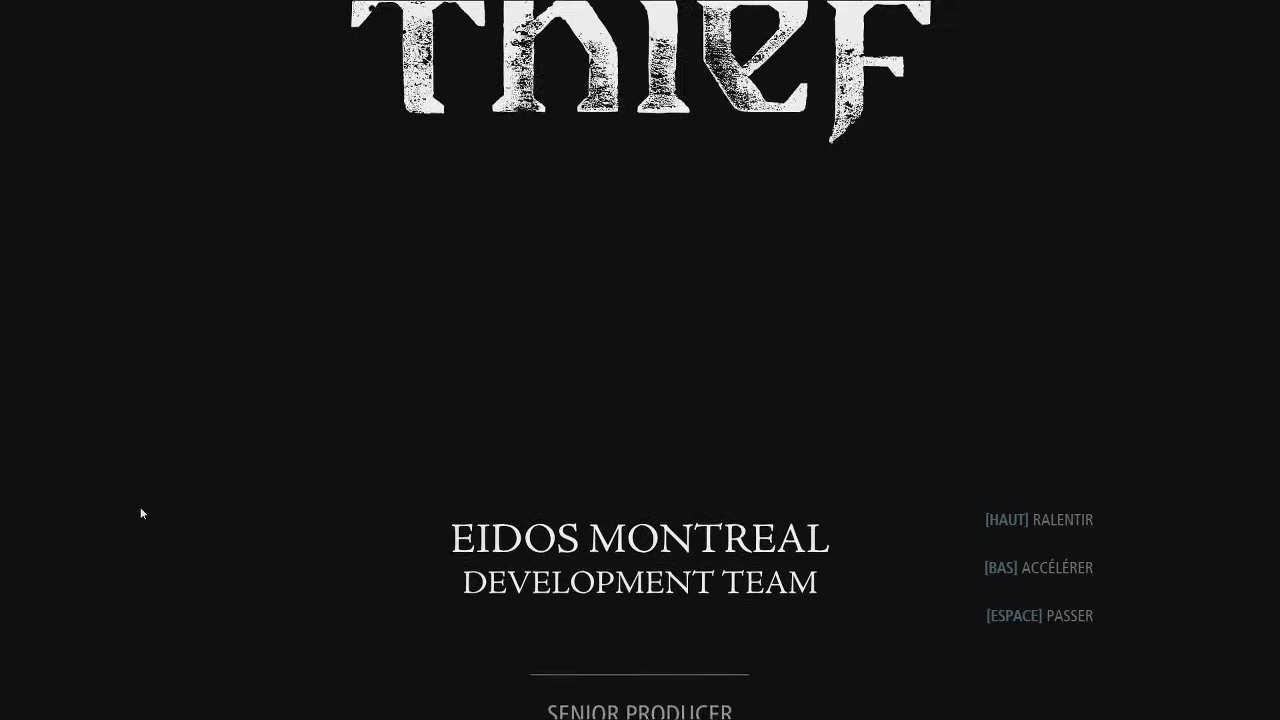 THIEF
EIDOS MONTREAL
DEVELOPMENT TEAM
[HAUT] RALENTIR
[BAS] ACCÉLÉRER
[ESPACE] PASSER
SENIOR PRODUCER